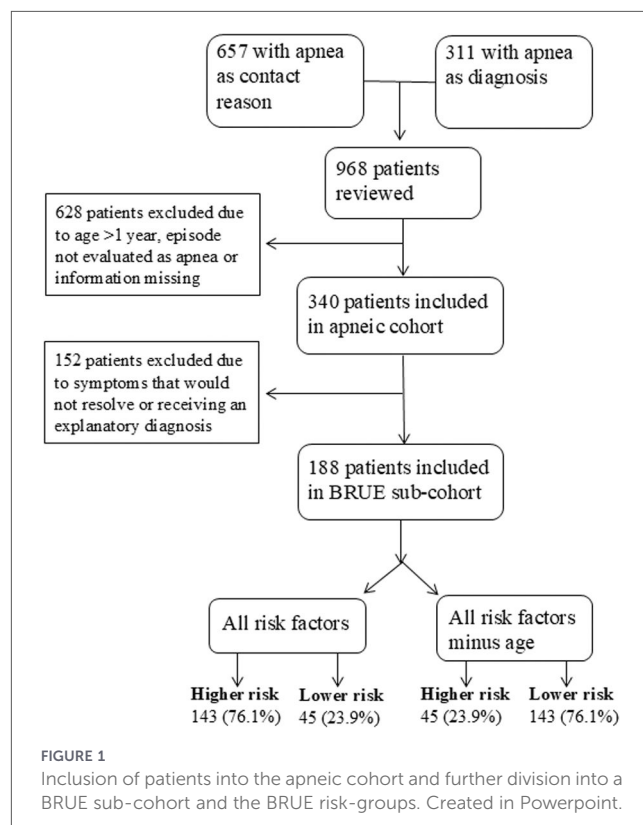 657 with apnea
as contact
reason
311 with apnea
as diagnosis
968 patients
reviewed
628 patients excluded due
to age >1 year, episode
not evaluated as apnea or
information missing
340 patients included
in apneic cohort
152 patients excluded due
to symptoms that would
not resolve or receiving an
explanatory diagnosis
188 patients included
in BRUE sub-cohort
All risk factors
All risk factors
minus age
Higher risk
143 (76.1%)
Lower risk
45 (23.9%)
Higher risk
45 (23.9%)
Lower risk
143 (76.1%)
FIGURE 1
Inclusion of patients into the apneic cohort and further division into a
BRUE sub-cohort and the BRUE risk-groups. Created in Powerpoint.